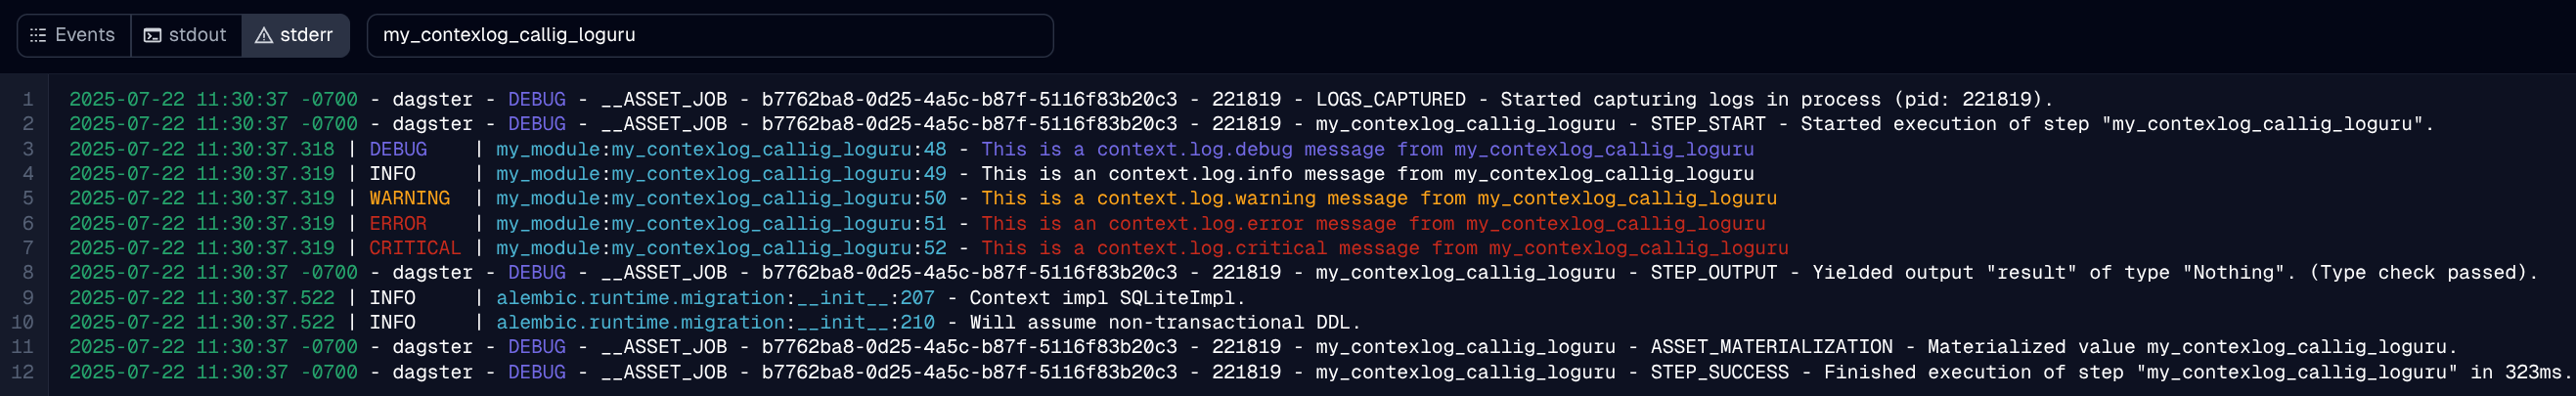 Events stdout stderr my_contexlog_callig_loguru
1 2025-07-22 11:30:37 -0700 - dagster - DEBUG - __ASSET_JOB - b7762ba8-0d25-4a5c-b87f-5116f83b20c3 - 221819 - LOGS_CAPTURED - Started capturing logs in process (pid: 221819).
2 2025-07-22 11:30:37 -0700 - dagster - DEBUG - __ASSET_JOB - b7762ba8-0d25-4a5c-b87f-5116f83b20c3 - 221819 - my_contexlog_callig_loguru - STEP_START - Started execution of step "my_contexlog_callig_loguru".
3 2025-07-22 11:30:37.318 | DEBUG    | my_module:my_contexlog_callig_loguru:48 - This is a context.log.debug message from my_contexlog_callig_loguru
4 2025-07-22 11:30:37.319 | INFO     | my_module:my_contexlog_callig_loguru:49 - This is an context.log.info message from my_contexlog_callig_loguru
5 2025-07-22 11:30:37.319 | WARNING  | my_module:my_contexlog_callig_loguru:50 - This is a context.log.warning message from my_contexlog_callig_loguru
6 2025-07-22 11:30:37.319 | ERROR    | my_module:my_contexlog_callig_loguru:51 - This is an context.log.error message from my_contexlog_callig_loguru
7 2025-07-22 11:30:37.319 | CRITICAL | my_module:my_contexlog_callig_loguru:52 - This is a context.log.critical message from my_contexlog_callig_loguru
8 2025-07-22 11:30:37 -0700 - dagster - DEBUG - __ASSET_JOB - b7762ba8-0d25-4a5c-b87f-5116f83b20c3 - 221819 - my_contexlog_callig_loguru - STEP_OUTPUT - Yielded output "result" of type "Nothing". (Type check passed).
9 2025-07-22 11:30:37.522 | INFO     | alembic.runtime.migration:__init__:207 - Context impl SQLiteImpl.
10 2025-07-22 11:30:37.522 | INFO     | alembic.runtime.migration:__init__:210 - Will assume non-transactional DDL.
11 2025-07-22 11:30:37 -0700 - dagster - DEBUG - __ASSET_JOB - b7762ba8-0d25-4a5c-b87f-5116f83b20c3 - 221819 - my_contexlog_callig_loguru - ASSET_MATERIALIZATION - Materialized value my_contexlog_callig_loguru.
12 2025-07-22 11:30:37 -0700 - dagster - DEBUG - __ASSET_JOB - b7762ba8-0d25-4a5c-b87f-5116f83b20c3 - 221819 - my_contexlog_callig_loguru - STEP_SUCCESS - Finished execution of step "my_contexlog_callig_loguru" in 323ms.